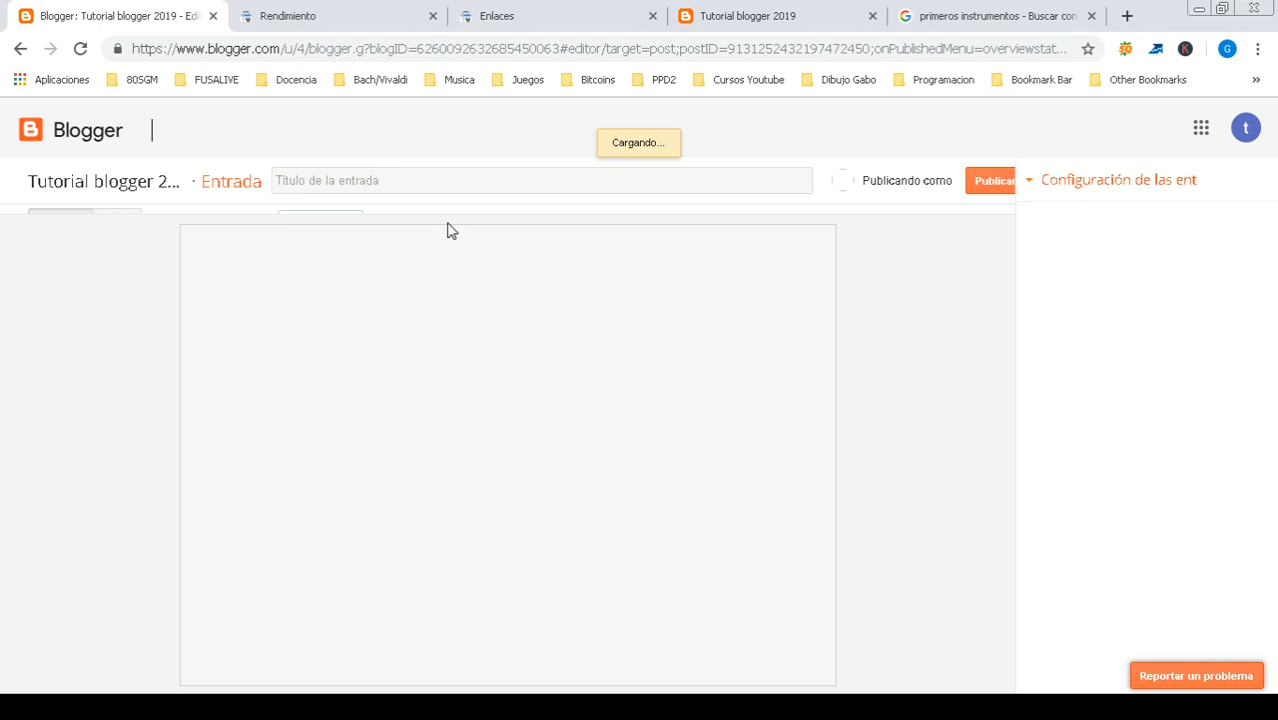 Blogger: Tutorial blogger 2019 - Edi
Rendimiento
Enlaces
Tutorial blogger 2019
primeros instrumentos - Buscar con
https://www.blogger.com/u/4/blogger.g?blogID=6260092632685450063#editor/target=post;postID=9131252432197472450;onPublishedMenu=overviewstat...
G
Aplicaciones
80SGM
FUSALIVE
Docencia
Bach/Vivaldi
Musica
Juegos
Bitcoins
PPD2
Cursos Youtube
Dibujo Gabo
Programacion
Bookmark Bar
Other Bookmarks
»
Blogger
Cargando...
t
Tutorial blogger 2... · Entrada
Título de la entrada
Publicando como
Publicar
Configuración de las ent
Reportar un problema